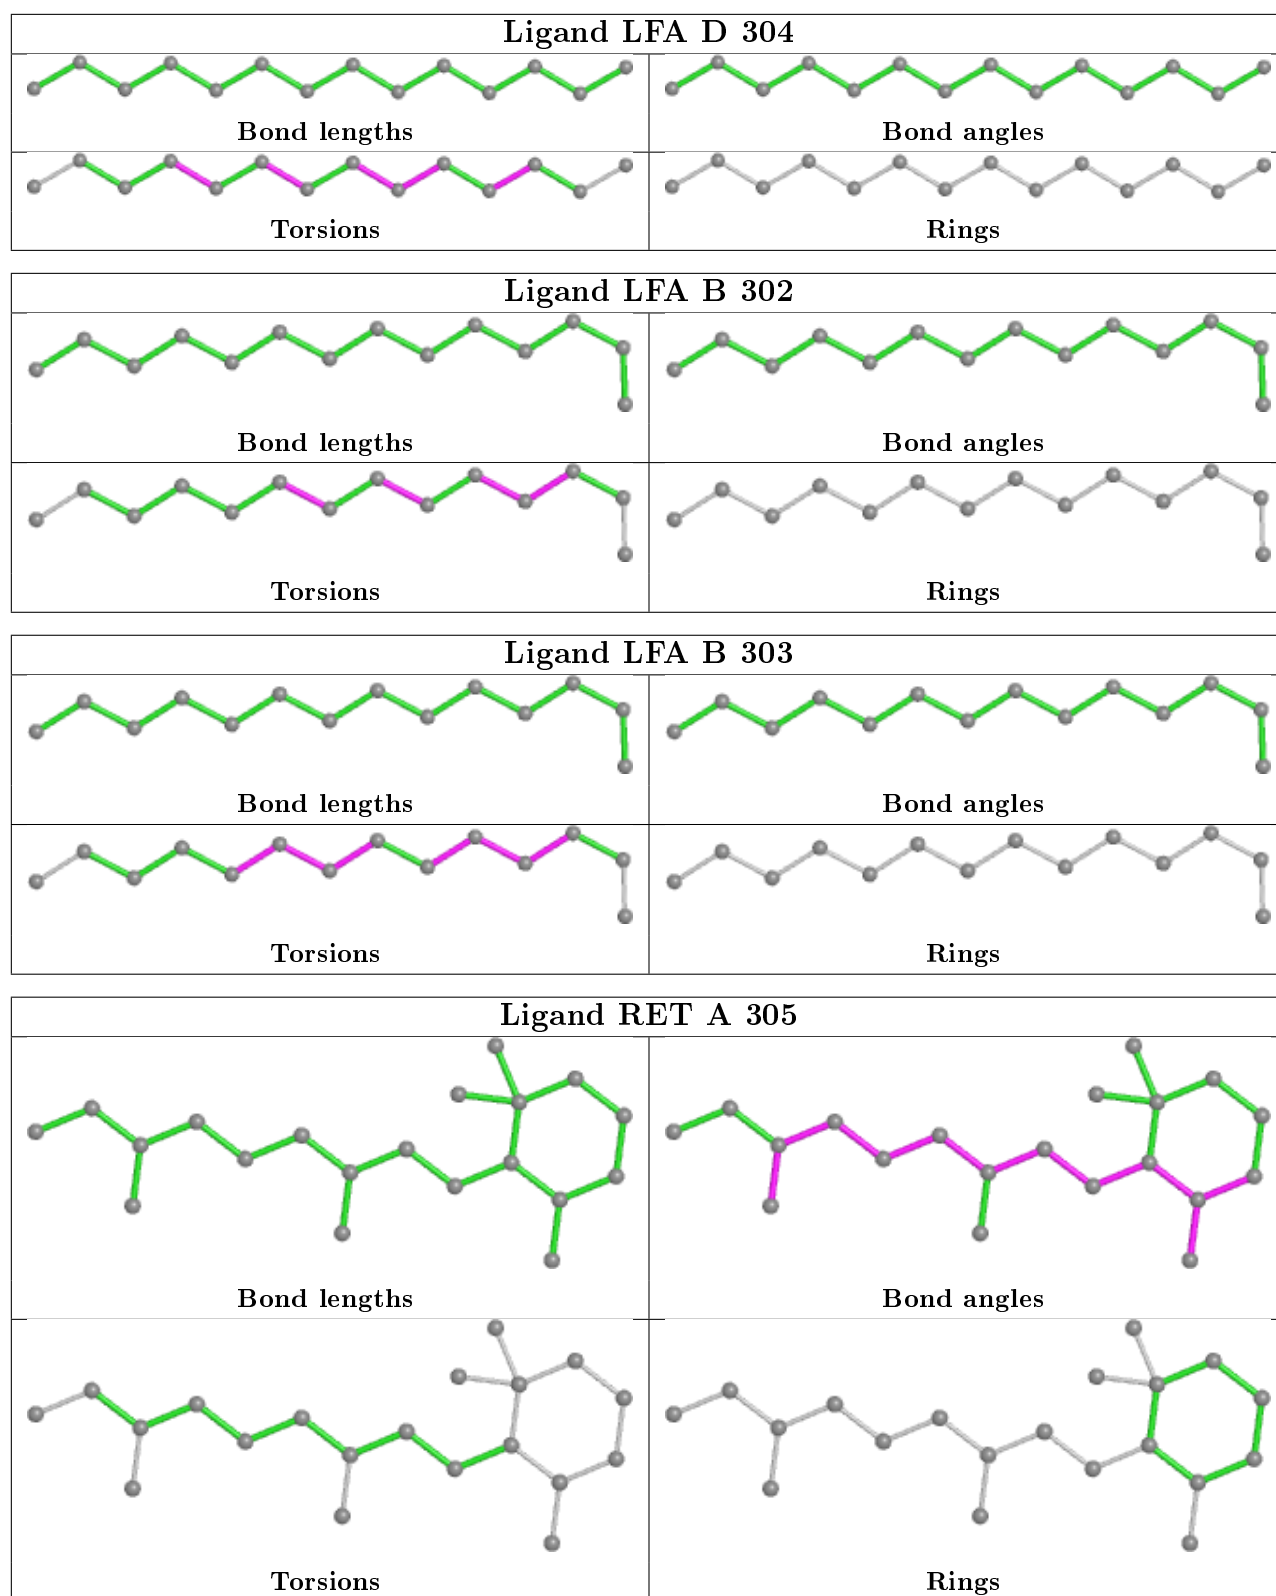 Ligand LFA D 304
Bond lengths Bond angles
Torsions Rings
Ligand LFA B 302
Bond lengths Bond angles
Torsions Rings
Ligand LFA B 303
Bond lengths Bond angles
Torsions Rings
Ligand RET A 305
Bond lengths Bond angles
Torsions Rings